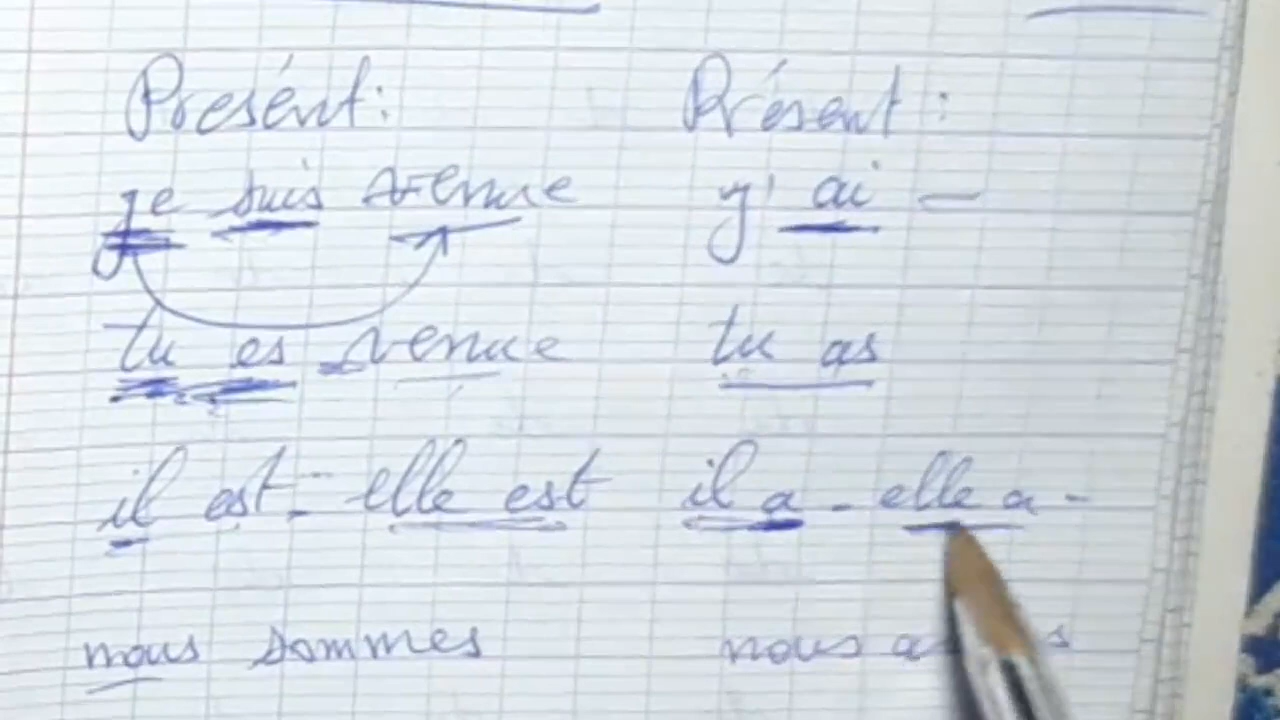 Présent: Présent:
je suis venue j'ai —
tu es venue tu as
il est - elle est il a - elle a -
nous sommes nous